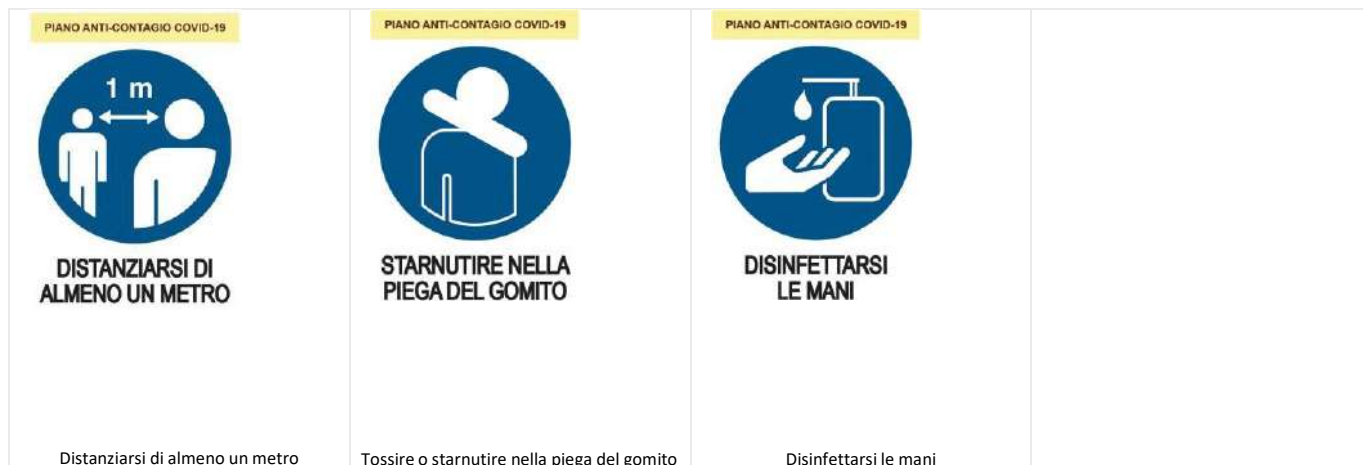 PIANO ANTI-CONTAGIO COVID-19
1 m
DISTANZIARSI DI
ALMENO UN METRO
Distanziarsi di almeno un metro
PIANO ANTI-CONTAGIO COVID-19
STARNUTIRE NELLA
PIEGA DEL GOMITO
Tossire o starnutire nella piega del gomito
PIANO ANTI-CONTAGIO COVID-19
DISINFETTARSI
LE MANI
Disinfettarsi le mani